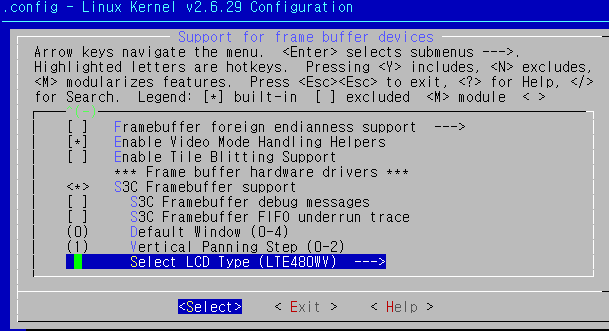 .config - Linux Kernel v2.6.29 Configuration
Support for frame buffer devices
Arrow keys navigate the menu.  <Enter> selects submenus --->.
Highlighted letters are hotkeys.  Pressing <Y> includes, <N> excludes,
<M> modularizes features.  Press <Esc><Esc> to exit, <?> for Help, </>
for Search.  Legend: [*] built-in  [ ] excluded  <M> module  < >
[ ]   Framebuffer foreign endianness support  --->
[*]   Enable Video Mode Handling Helpers
[ ]   Enable Tile Blitting Support
*** Frame buffer hardware drivers ***
<*>   S3C Framebuffer support
[ ]     S3C Framebuffer debug messages
[ ]     S3C Framebuffer FIFO underrun trace
(0)     Default Window (0-4)
(1)     Vertical Panning Step (0-2)
Select LCD Type (LTE480WV)  --->
<Select>    < Exit >    < Help >